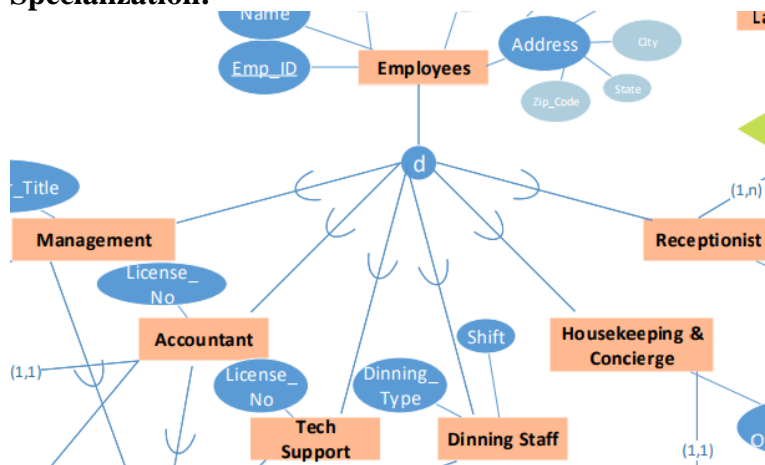 Specialization:
Name
City
Address
Emp_ID
Employees
Zip_Code
State
d
_Title
(1,n)
Management
Receptionist
License_
No
Shift
Accountant
Housekeeping &
Concierge
(1,1)
License_
No
Dinning_
Type
Tech
Support
Dinning Staff
(1,1)